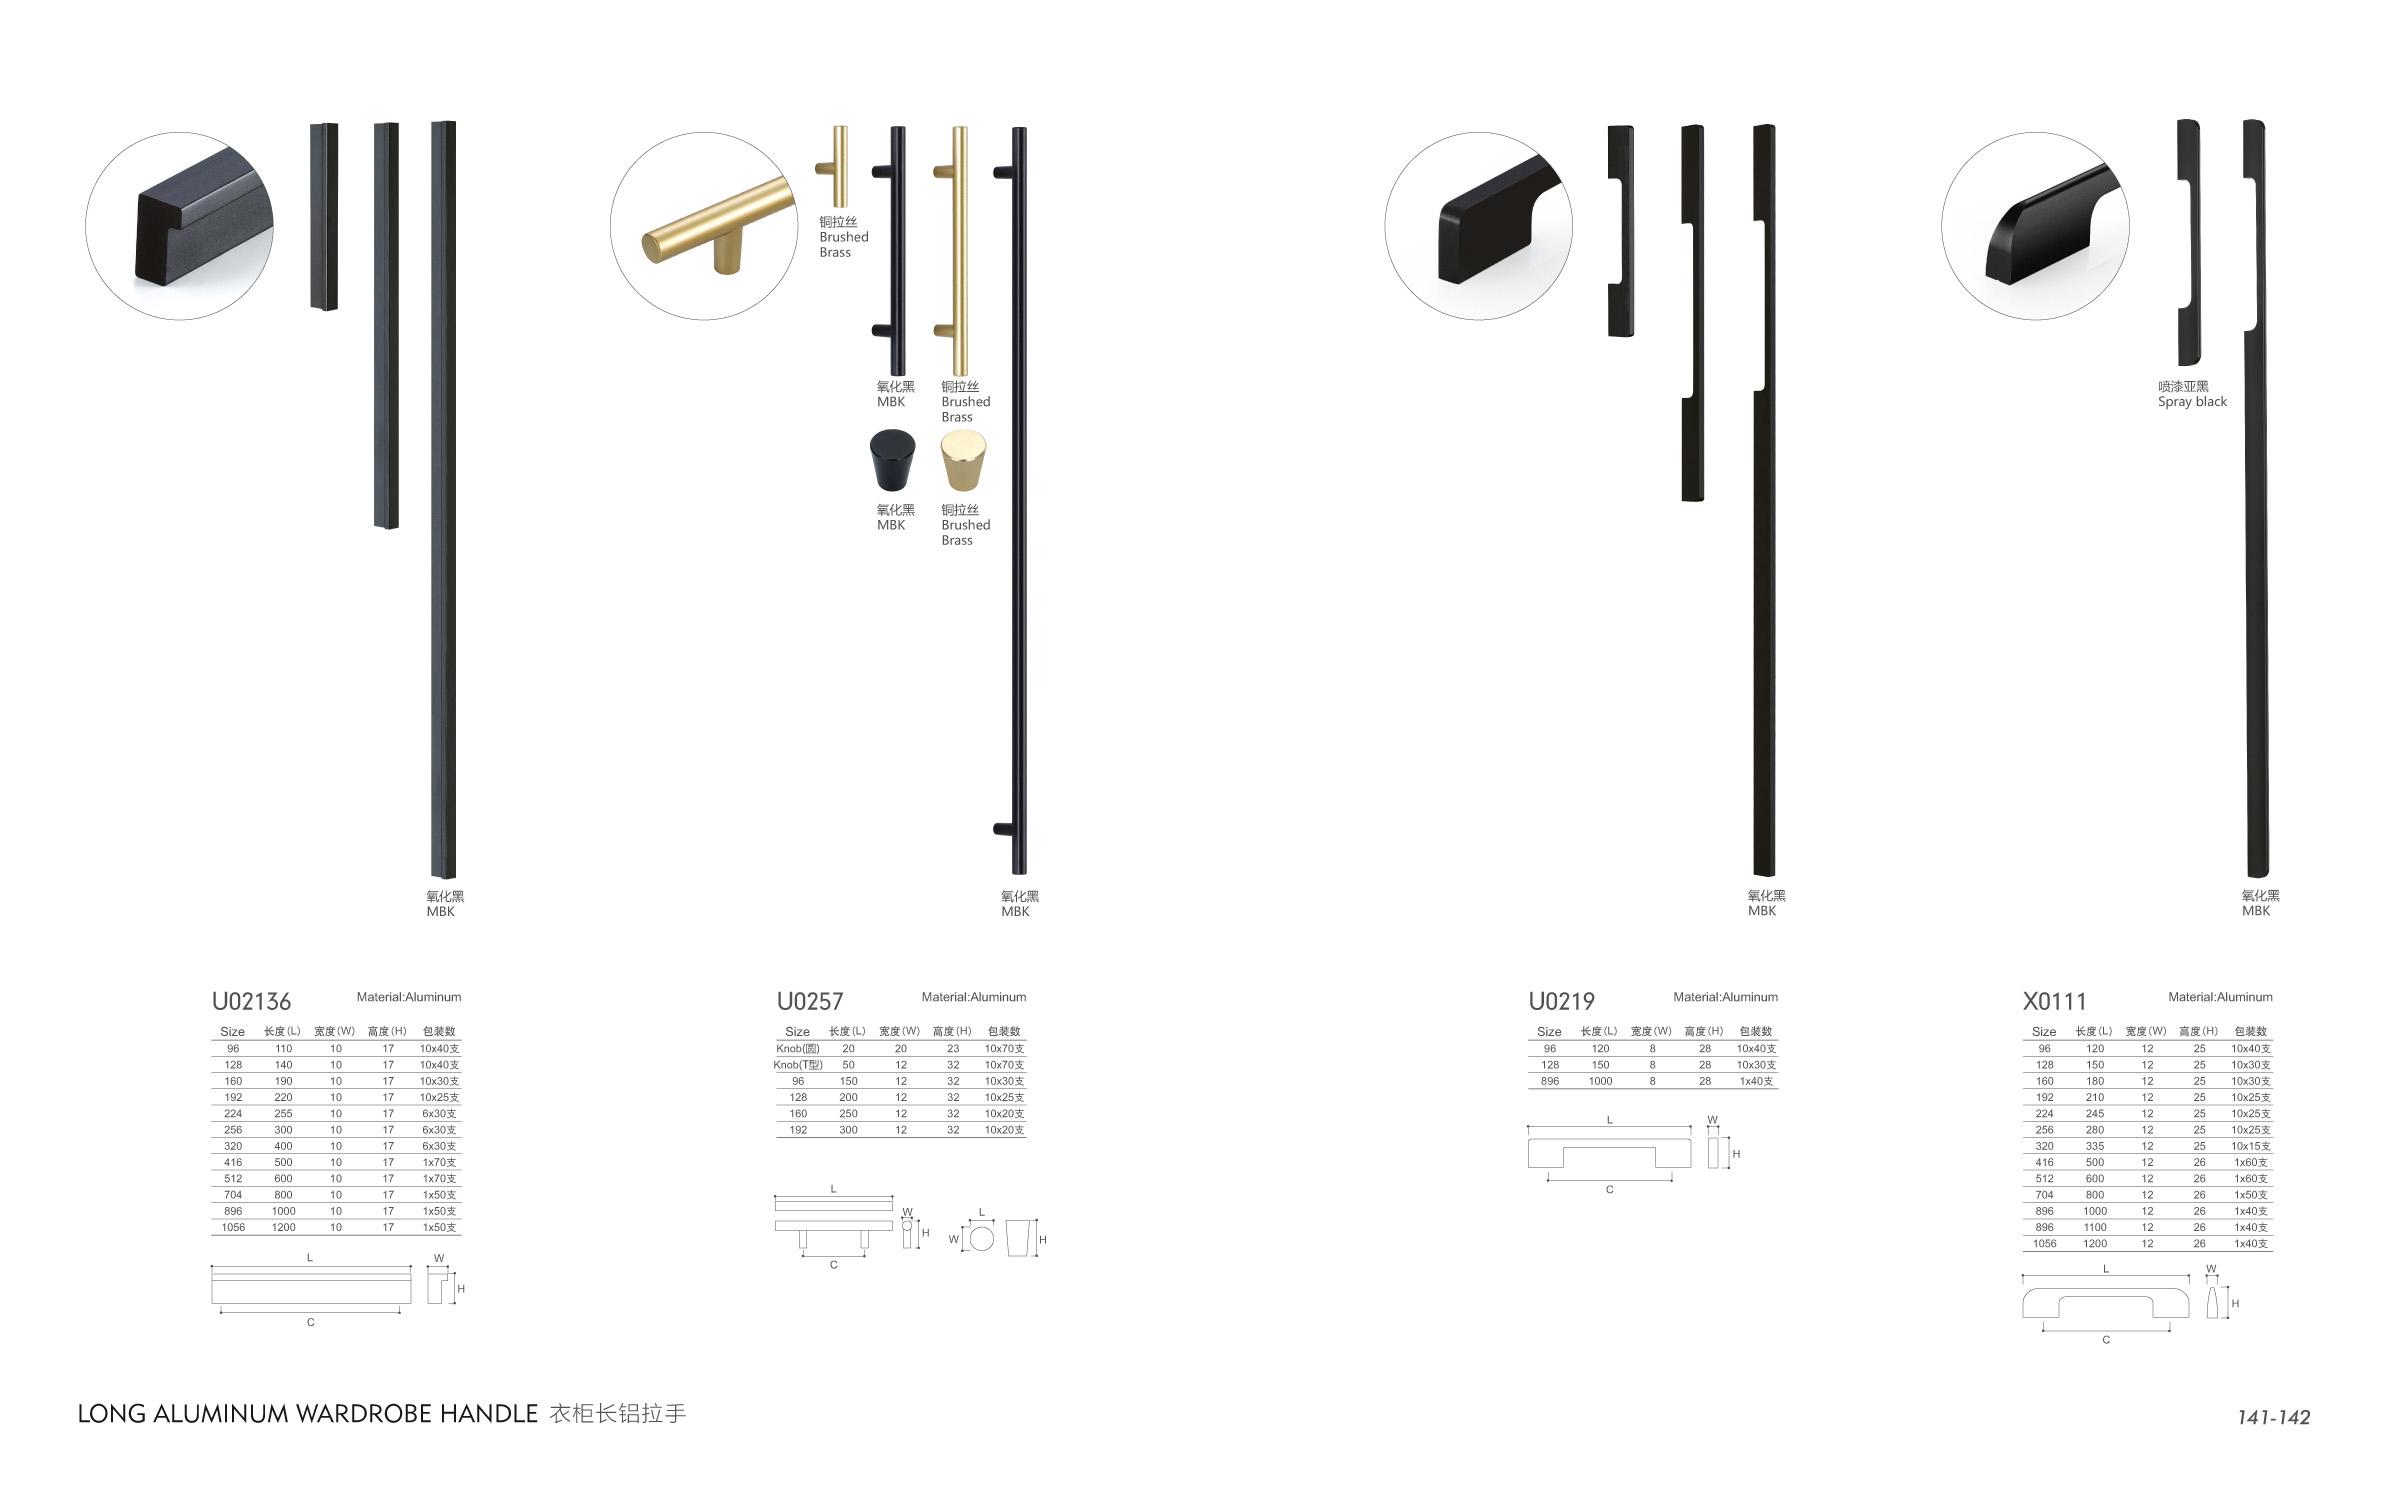 铜拉丝
Brushed
Brass
氧化黑
MBK
铜拉丝
Brushed
Brass
氧化黑
MBK
铜拉丝
Brushed
Brass
氧化黑
MBK
氧化黑
MBK
喷漆亚黑
Spray black
氧化黑
MBK
氧化黑
MBK
U02136 Material:Aluminum
Size 长度(L) 宽度(W) 高度(H) 包装数
96 110 10 17 10x40支
128 140 10 17 10x40支
160 190 10 17 10x30支
192 220 10 17 10x25支
224 255 10 17 6x30支
256 300 10 17 6x30支
320 400 10 17 6x30支
416 500 10 17 1x70支
512 600 10 17 1x70支
704 800 10 17 1x50支
896 1000 10 17 1x50支
1056 1200 10 17 1x50支
L W
H
C
U0257 Material:Aluminum
Size 长度(L) 宽度(W) 高度(H) 包装数
Knob(圆) 20 20 23 10x70支
Knob(T型) 50 12 32 10x70支
96 150 12 32 10x30支
128 200 12 32 10x25支
160 250 12 32 10x20支
192 300 12 32 10x20支
L
W L
H W H
C
U0219 Material:Aluminum
Size 长度(L) 宽度(W) 高度(H) 包装数
96 120 8 28 10x40支
128 150 8 28 10x30支
896 1000 8 28 1x40支
L W
H
C
X0111 Material:Aluminum
Size 长度(L) 宽度(W) 高度(H) 包装数
96 120 12 25 10x40支
128 150 12 25 10x30支
160 180 12 25 10x30支
192 210 12 25 10x25支
224 245 12 25 10x25支
256 280 12 25 10x25支
320 335 12 25 10x15支
416 500 12 26 1x60支
512 600 12 26 1x60支
704 800 12 26 1x50支
896 1000 12 26 1x40支
896 1100 12 26 1x40支
1056 1200 12 26 1x40支
L W
H
C
LONG ALUMINUM WARDROBE HANDLE 衣柜长铝拉手
141-142